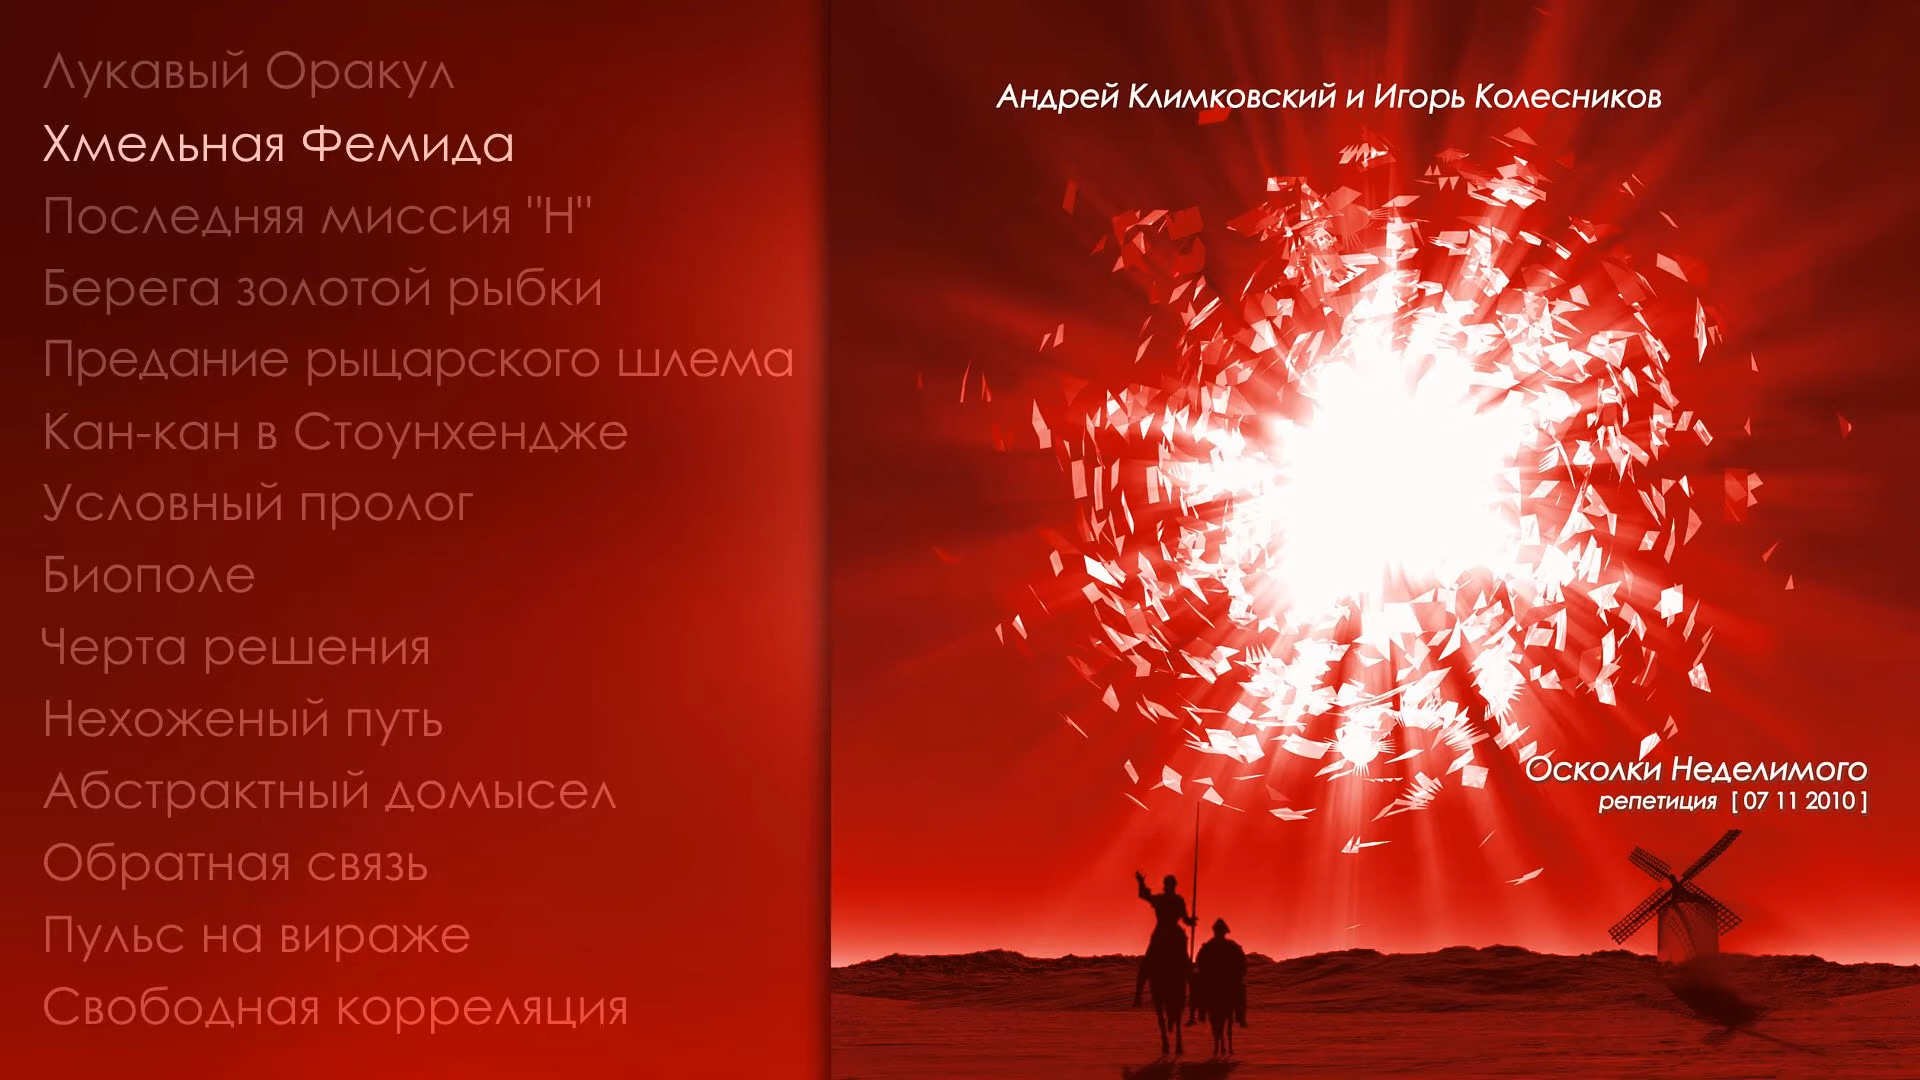 Лукавый Оракул
Хмельная Фемида
Последняя миссия "Н"
Берега золотой рыбки
Предание рыцарского шлема
Кан-кан в Стоунхендже
Условный пролог
Биополе
Черта решения
Нехоженый путь
Абстрактный домысел
Обратная связь
Пульс на вираже
Свободная корреляция
Андрей Климковский и Игорь Колесников
Осколки Неделимого
репетиция [ 07 11 2010 ]